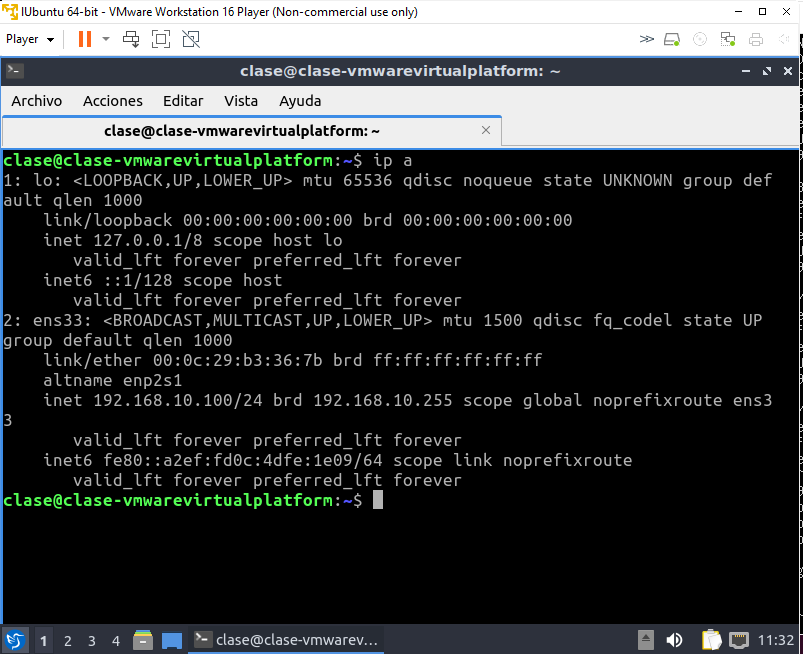 lUbuntu 64-bit - VMware Workstation 16 Player (Non-commercial use only)
Player
clase@clase-vmwarevirtualplatform: ~
Archivo Acciones Editar Vista Ayuda
clase@clase-vmwarevirtualplatform: ~
clase@clase-vmwarevirtualplatform:~$ ip a
1: lo: <LOOPBACK,UP,LOWER_UP> mtu 65536 qdisc noqueue state UNKNOWN group def
ault qlen 1000
link/loopback 00:00:00:00:00:00 brd 00:00:00:00:00:00
inet 127.0.0.1/8 scope host lo
valid_lft forever preferred_lft forever
inet6 ::1/128 scope host
valid_lft forever preferred_lft forever
2: ens33: <BROADCAST,MULTICAST,UP,LOWER_UP> mtu 1500 qdisc fq_codel state UP
group default qlen 1000
link/ether 00:0c:29:b3:36:7b brd ff:ff:ff:ff:ff:ff
altname enp2s1
inet 192.168.10.100/24 brd 192.168.10.255 scope global noprefixroute ens3
3
valid_lft forever preferred_lft forever
inet6 fe80::a2ef:fd0c:4dfe:1e09/64 scope link noprefixroute
valid_lft forever preferred_lft forever
clase@clase-vmwarevirtualplatform:~$
1 2 3 4 clase@clase-vmwarev... 11:32